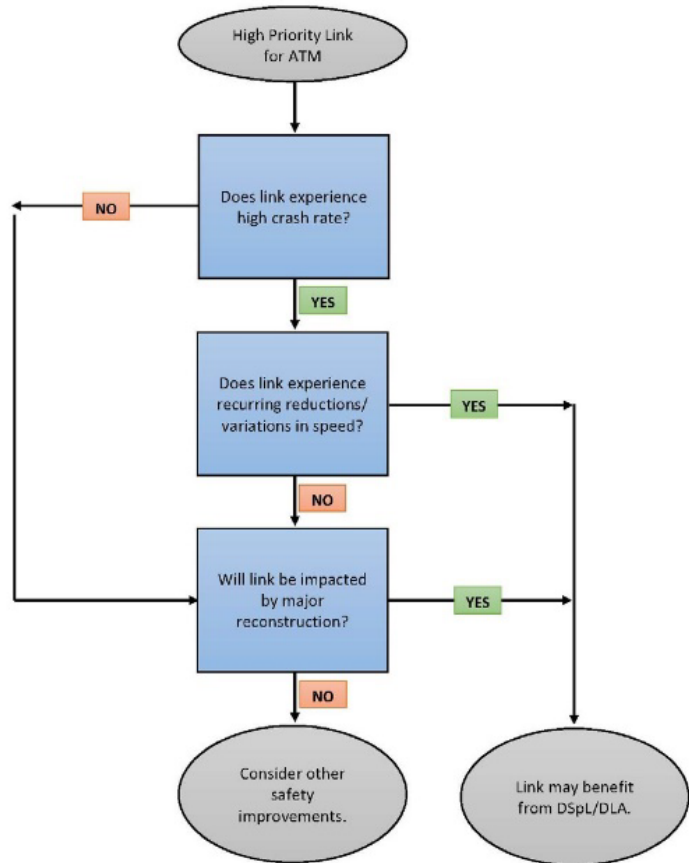 High Priority Link
for ATM
Does link experience
high crash rate?
NO
YES
Does link experience
recurring reductions/
variations in speed?
YES
NO
Will link be impacted
by major
reconstruction?
YES
NO
Consider other
safety
improvements.
Link may benefit
from DSpL/DLA.